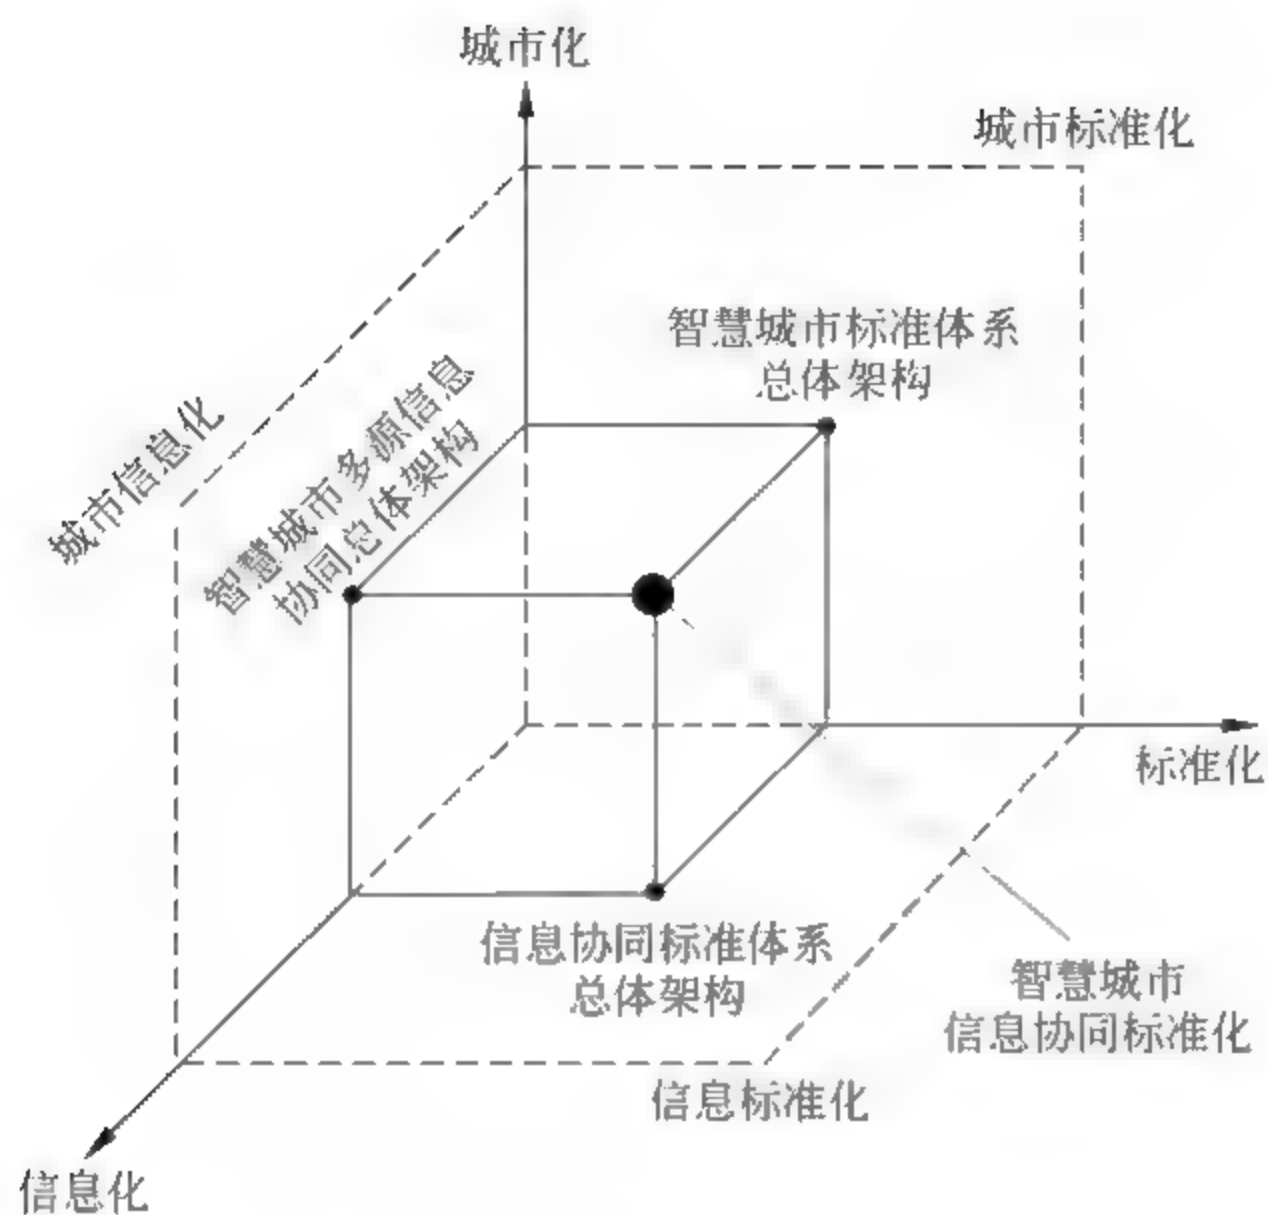 城市化
城市标准化
智慧城市标准体系
总体架构
城市信息化
智慧城市多源信息
协同总体架构
标准化
信息协同标准体系
总体架构
智慧城市
信息协同标准化
信息标准化
信息化